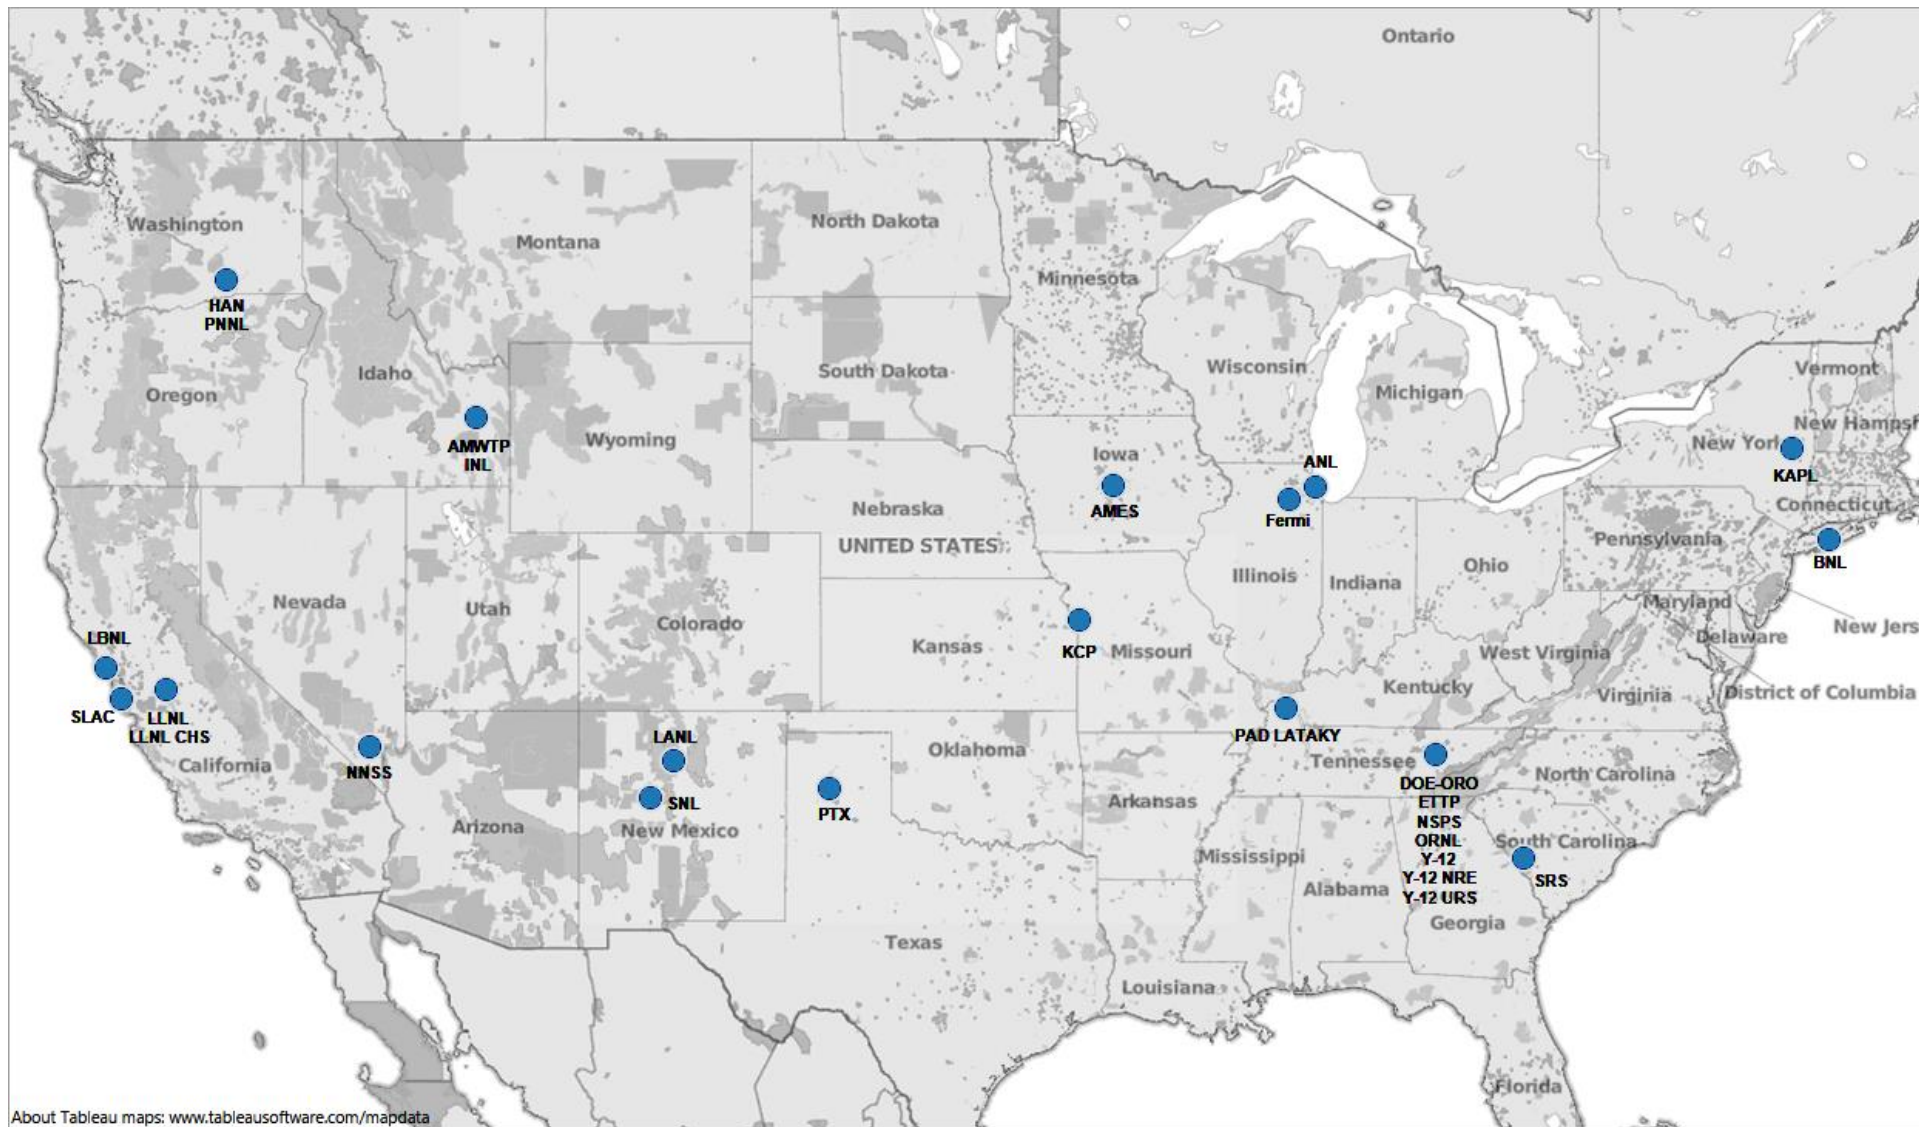 Ontario
Washington
Montana
North Dakota
Minnesota
HAN
PNNL
Oregon
Idaho
South Dakota
Wisconsin
Michigan
Vermont
New Hampsh
New York
KAPL
AMWTP
INL
Wyoming
Iowa
AMES
ANL
Fermi
Connecticut
Nebraska
UNITED STATES
Pennsylvania
BNL
Ohio
Illinois
Indiana
Nevada
Utah
Colorado
Kansas
KCP
Missouri
Maryland
Delaware
New Jers
West Virginia
Kentucky
Virginia
District of Columbia
LBNL
SLAC
LLNL
LLNL CHS
California
NNSS
LANL
SNL
New Mexico
Arizona
PTX
Oklahoma
PAD LATAKY
Tennessee
North Carolina
Arkansas
DOE-ORO
ETTP
NSPS
ORNL
Y-12
Y-12 NRE
Y-12 URS
South Carolina
SRS
Mississippi
Alabama
Georgia
Texas
Louisiana
Florida
About Tableau maps: www.tableausoftware.com/mapdata